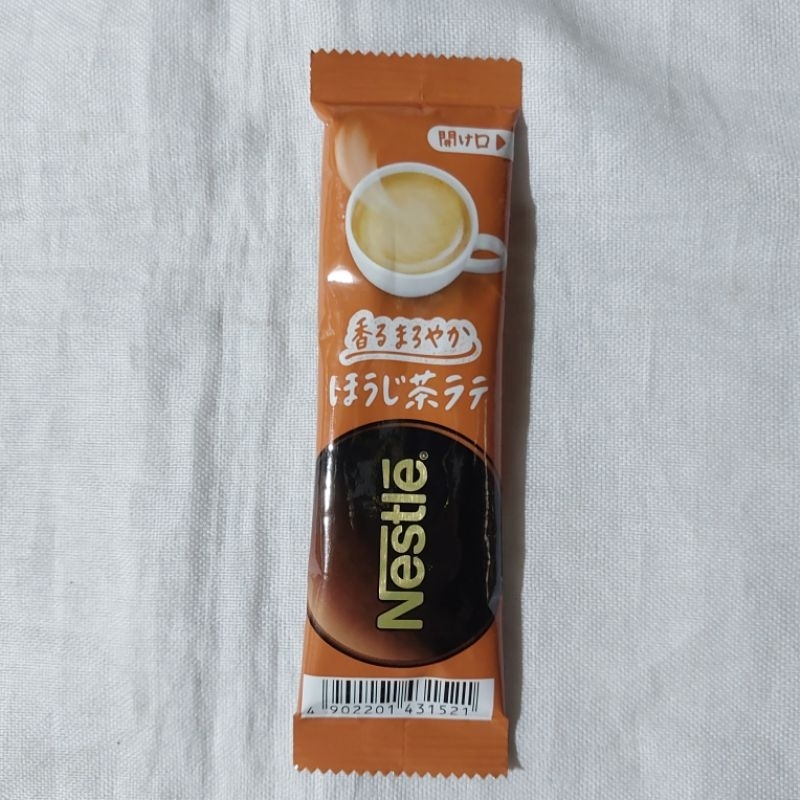 開け口
香るまろやか
ほうじ茶ラテ
Nestlé®
4 902201 431521